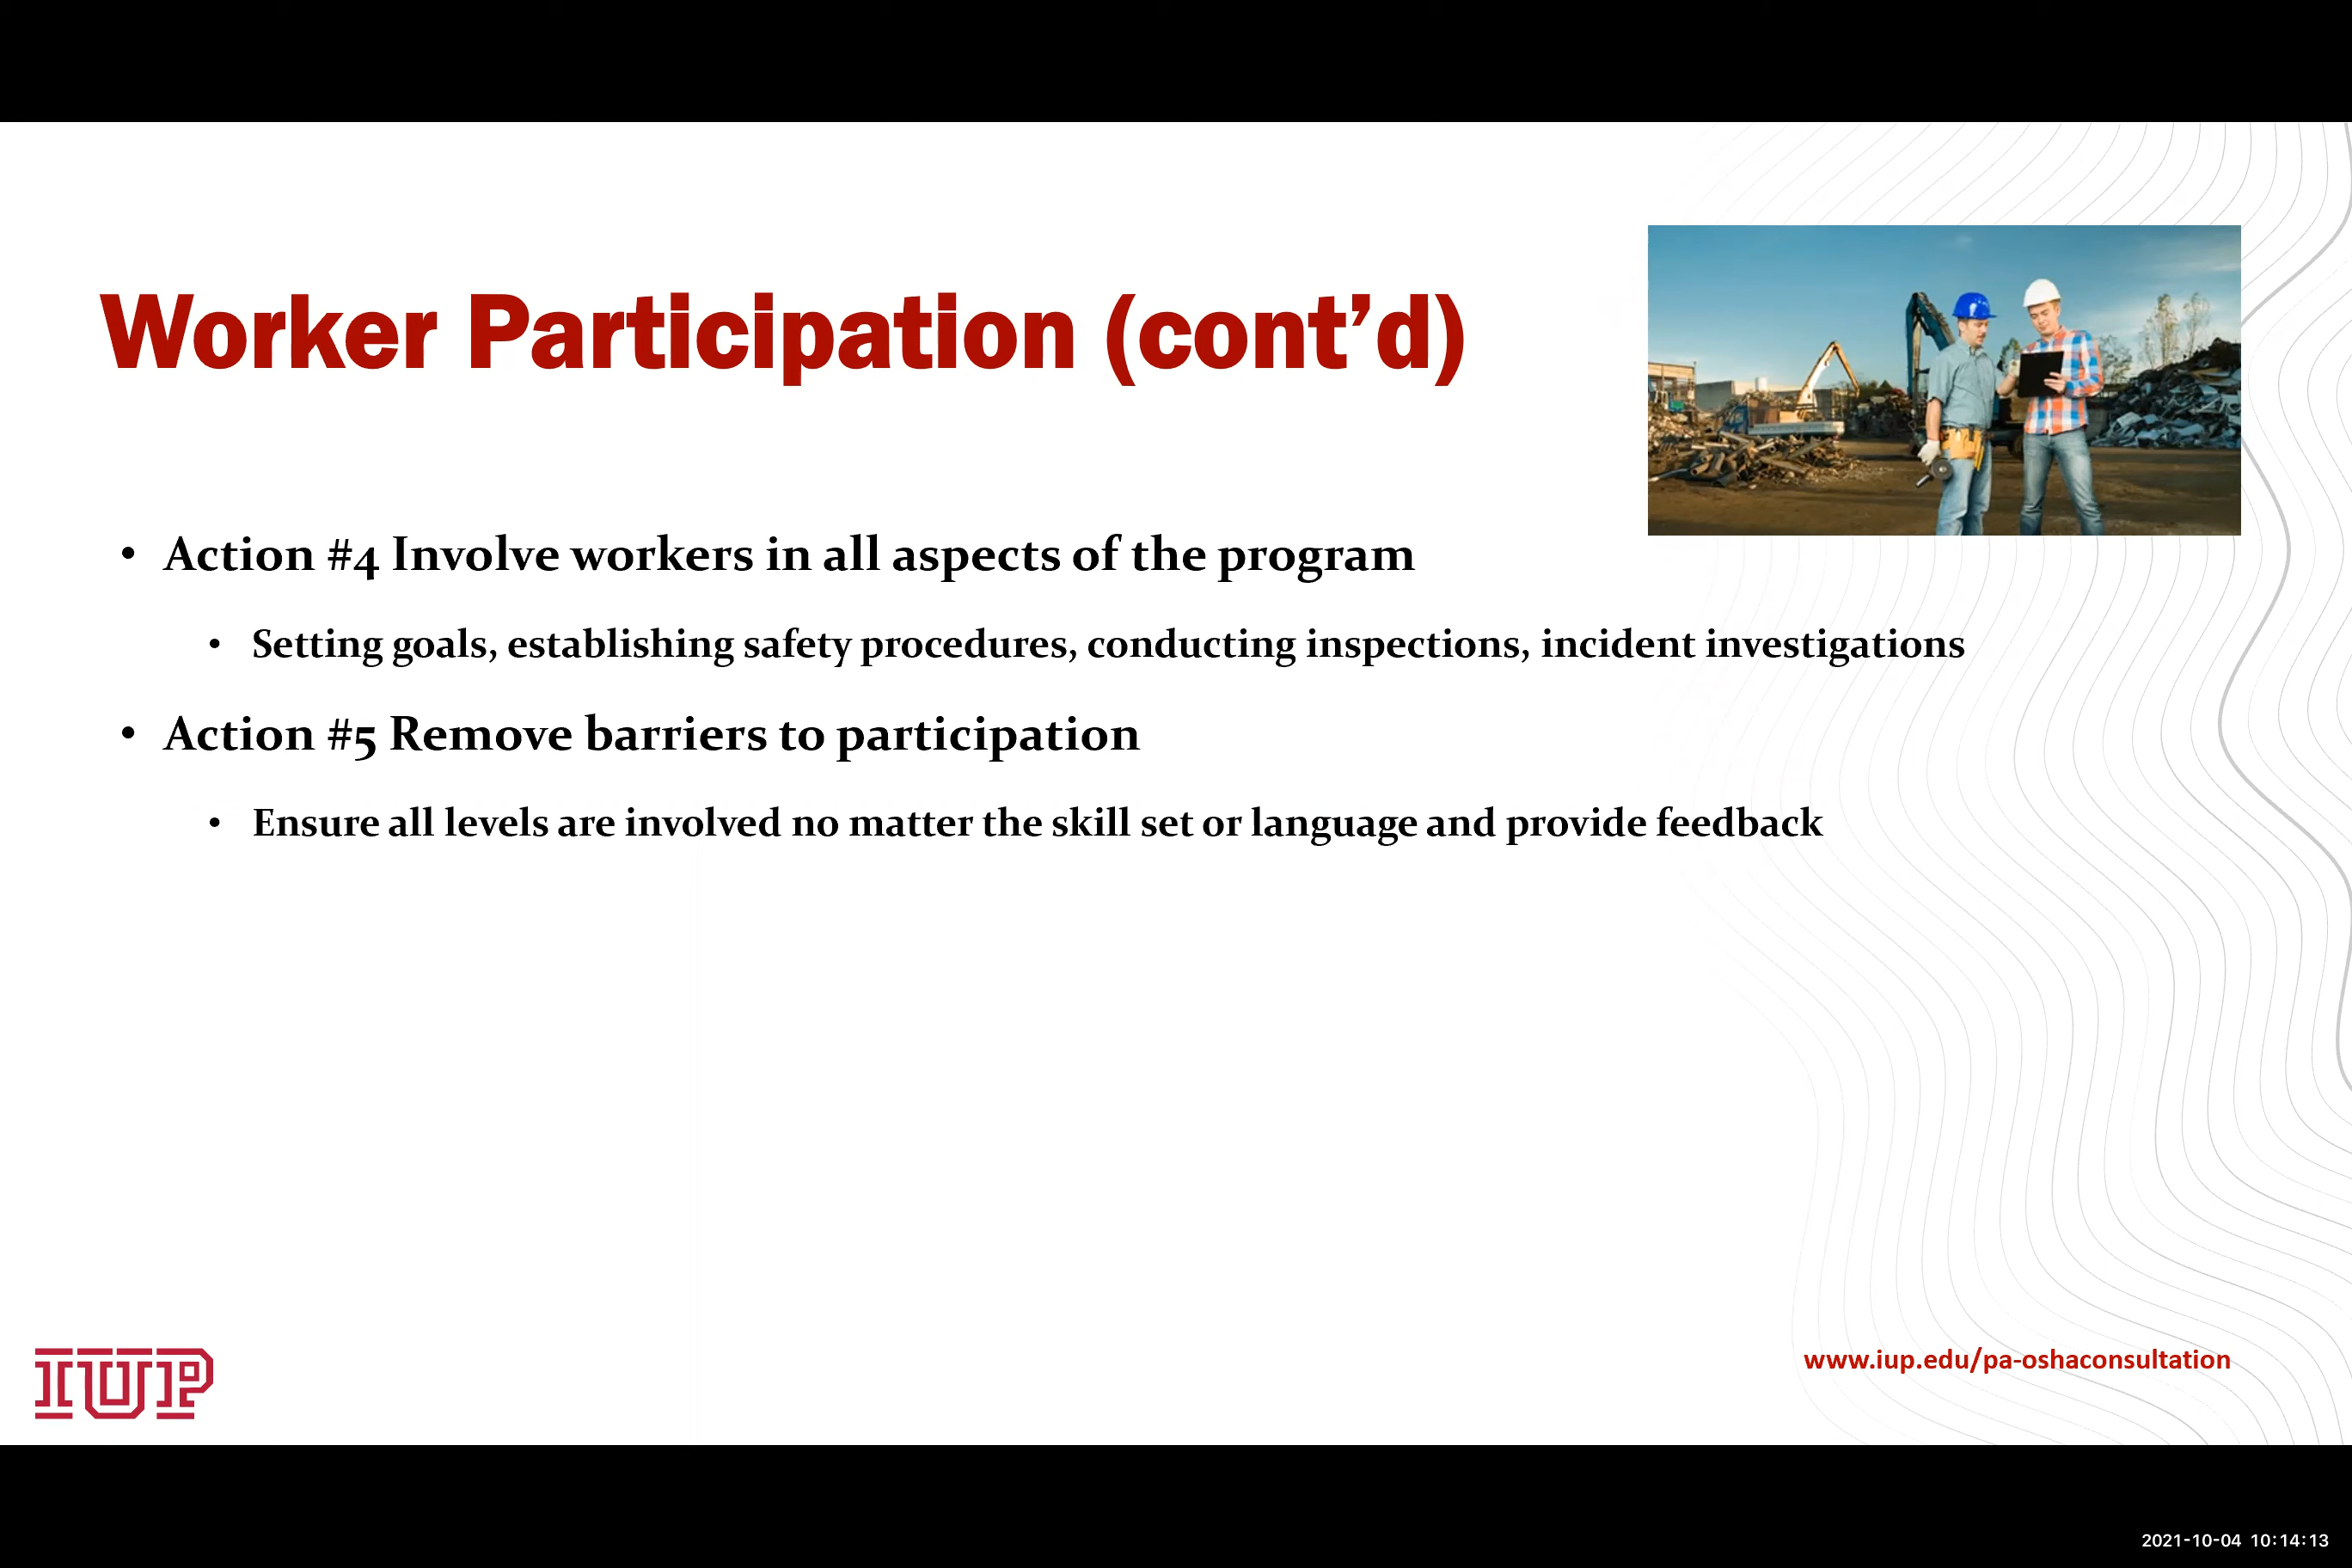 Worker Participation (cont’d)
• Action #4 Involve workers in all aspects of the program
• Setting goals, establishing safety procedures, conducting inspections, incident investigations
• Action #5 Remove barriers to participation
• Ensure all levels are involved no matter the skill set or language and provide feedback
IUP
www.iup.edu/pa-oshaconsultation
2021-10-04 10:14:13